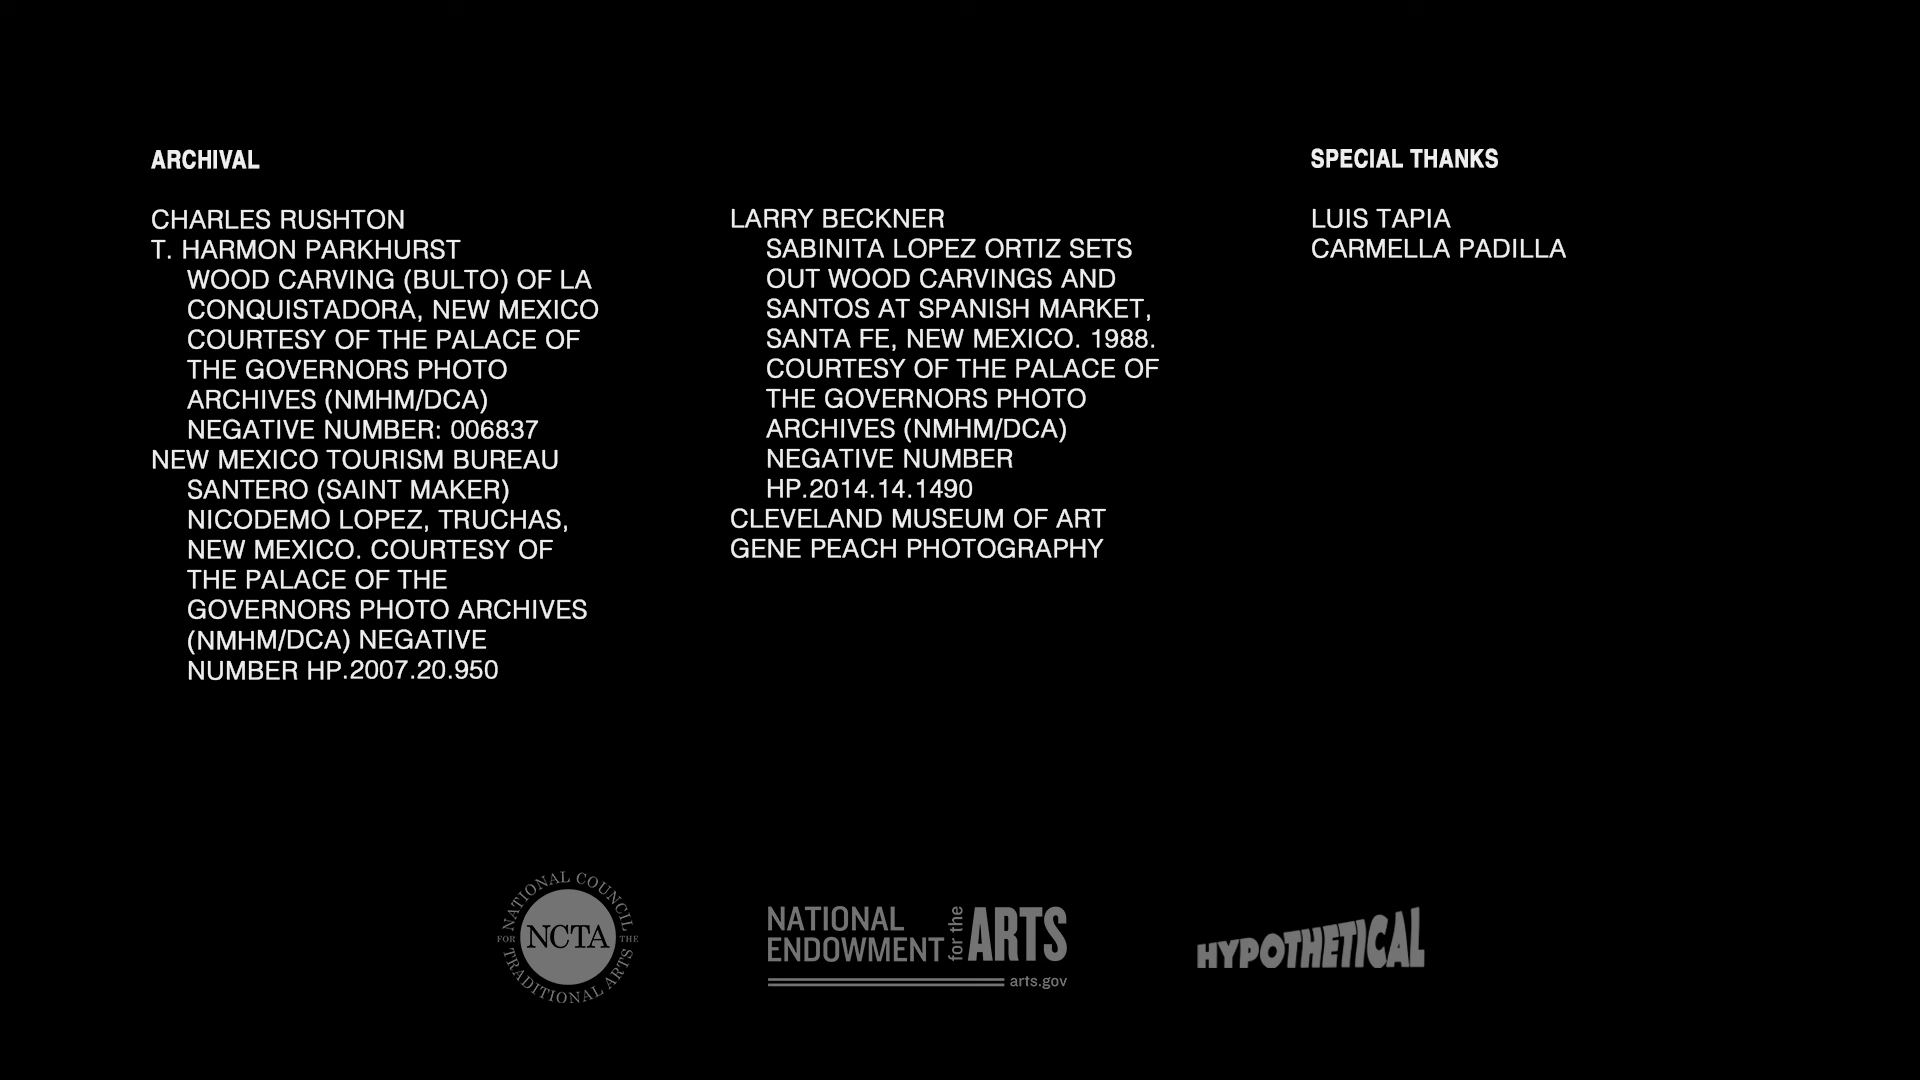 ARCHIVAL
CHARLES RUSHTON
T. HARMON PARKHURST
WOOD CARVING (BULTO) OF LA
CONQUISTADORA, NEW MEXICO
COURTESY OF THE PALACE OF
THE GOVERNORS PHOTO
ARCHIVES (NMHM/DCA)
NEGATIVE NUMBER: 006837
NEW MEXICO TOURISM BUREAU
SANTERO (SAINT MAKER)
NICODEMO LOPEZ, TRUCHAS,
NEW MEXICO. COURTESY OF
THE PALACE OF THE
GOVERNORS PHOTO ARCHIVES
(NMHM/DCA) NEGATIVE
NUMBER HP.2007.20.950
LARRY BECKNER
SABINITA LOPEZ ORTIZ SETS
OUT WOOD CARVINGS AND
SANTOS AT SPANISH MARKET,
SANTA FE, NEW MEXICO. 1988.
COURTESY OF THE PALACE OF
THE GOVERNORS PHOTO
ARCHIVES (NMHM/DCA)
NEGATIVE NUMBER
HP.2014.14.1490
CLEVELAND MUSEUM OF ART
GENE PEACH PHOTOGRAPHY
SPECIAL THANKS
LUIS TAPIA
CARMELLA PADILLA
NATIONAL COUNCIL
FOR THE
TRADITIONAL ARTS
NCTA
NATIONAL
ENDOWMENT
for the
ARTS
arts.gov
HYPOTHETICAL